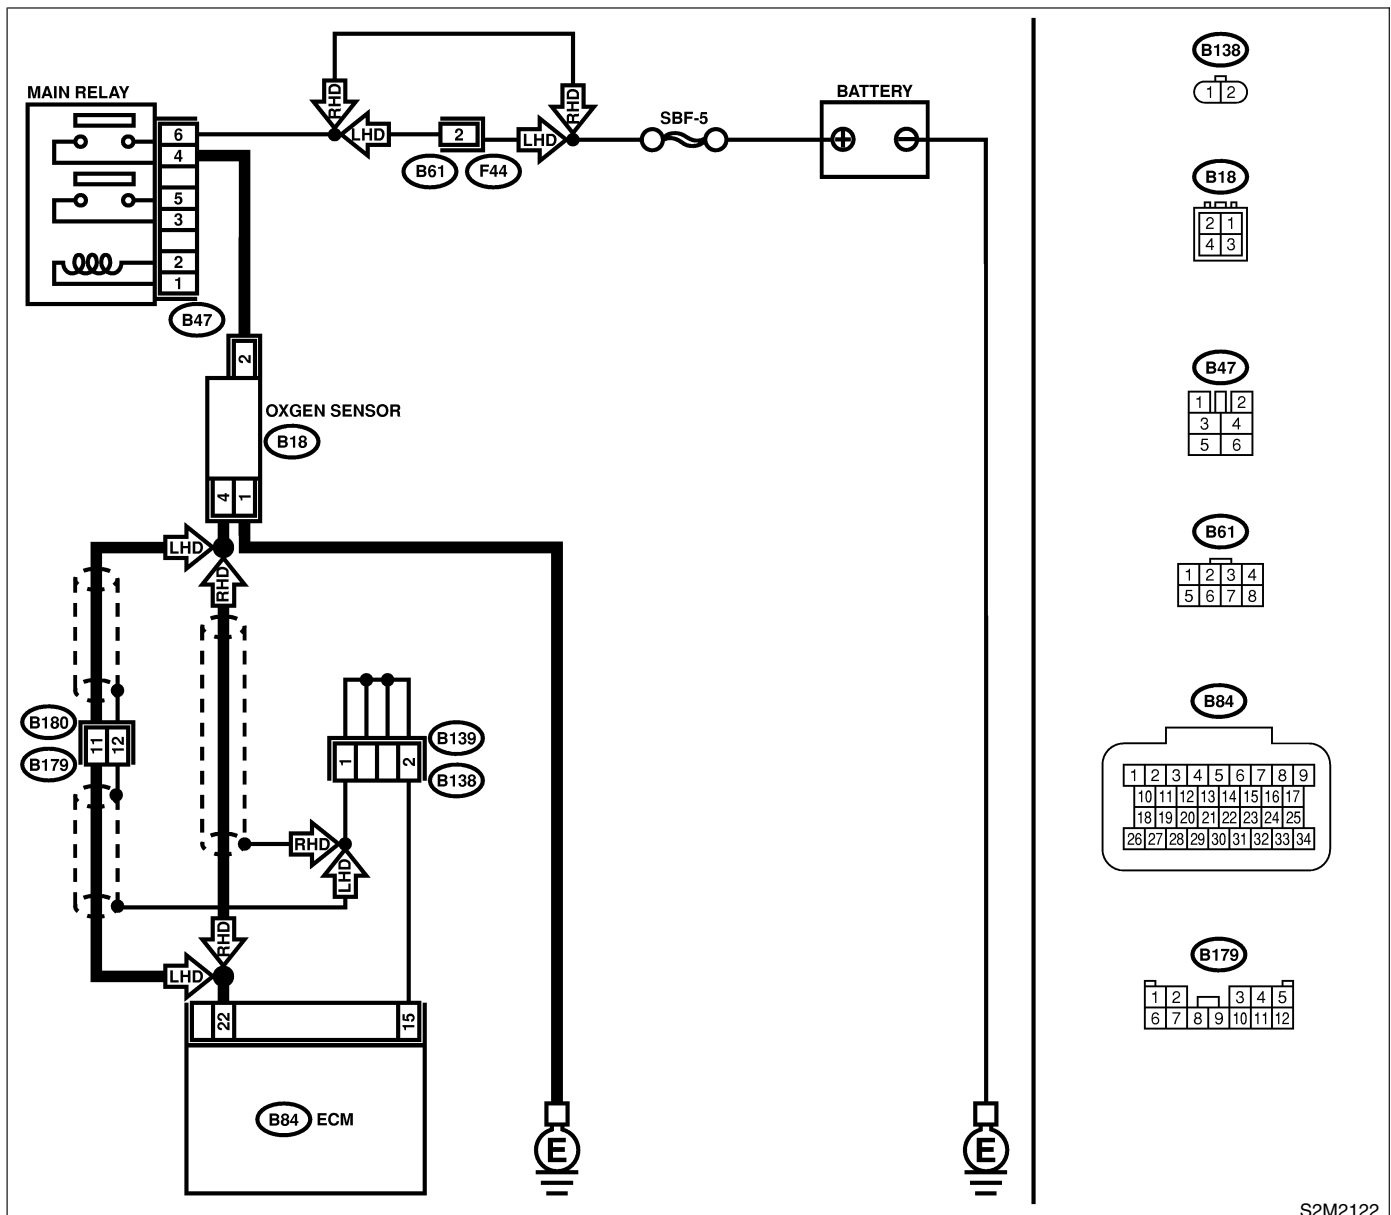 MAIN RELAY
6
4
5
3
2
1
B47
RHD
LHD
2
B61
F44
LHD
RHD
SBF-5
BATTERY
2
OXGEN SENSOR
B18
4 1
LHD
RHD
B180
B179
11 12
B139
B138
1 2
RHD
LHD
RHD
LHD
22 15
B84 ECM
E
E
B138
1 2
B18
2 1
4 3
B47
1 2
3 4
5 6
B61
1 2 3 4
5 6 7 8
B84
1 2 3 4 5 6 7 8 9
10 11 12 13 14 15 16 17
18 19 20 21 22 23 24 25
26 27 28 29 30 31 32 33 34
B179
1 2 3 4 5
6 7 8 9 10 11 12
S2M2122